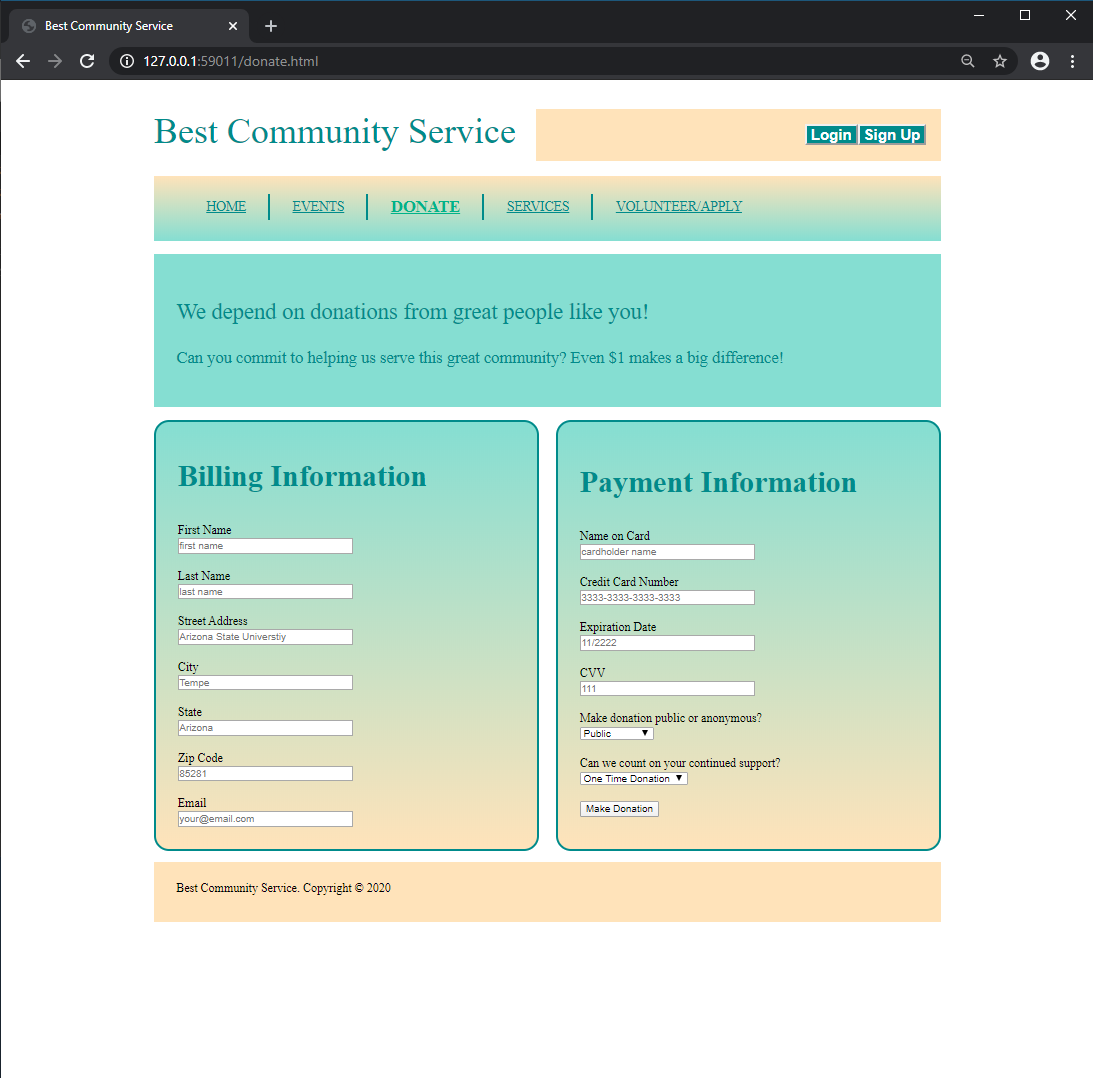 Best Community Service
127.0.0.1:59011/donate.html
Best Community Service
Login Sign Up
HOME EVENTS DONATE SERVICES VOLUNTEER/APPLY
We depend on donations from great people like you!
Can you commit to helping us serve this great community? Even $1 makes a big difference!
Billing Information
First Name
first name
Last Name
last name
Street Address
Arizona State Universtiy
City
Tempe
State
Arizona
Zip Code
85281
Email
your@email.com
Payment Information
Name on Card
cardholder name
Credit Card Number
3333-3333-3333-3333
Expiration Date
11/2222
CVV
111
Make donation public or anonymous?
Public
Can we count on your continued support?
One Time Donation
Make Donation
Best Community Service. Copyright © 2020